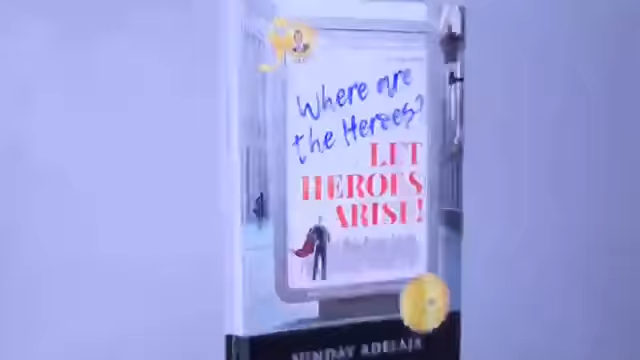 Where are
the Heroes?
LET
HEROES
ARISE!
SUNDAY ADELAJA